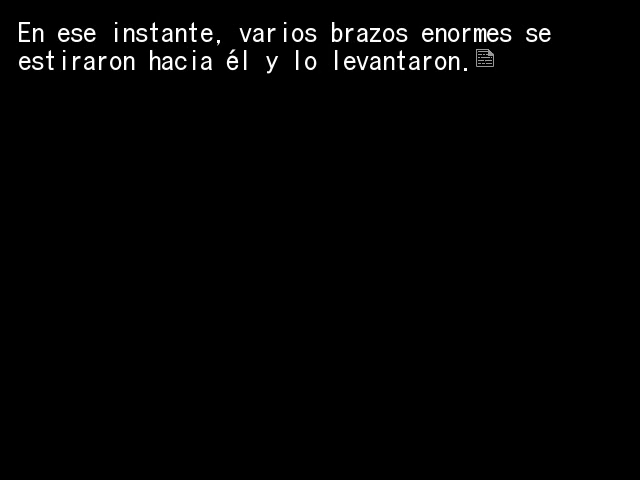 En ese instante, varios brazos enormes se
estiraron hacia él y lo levantaron.